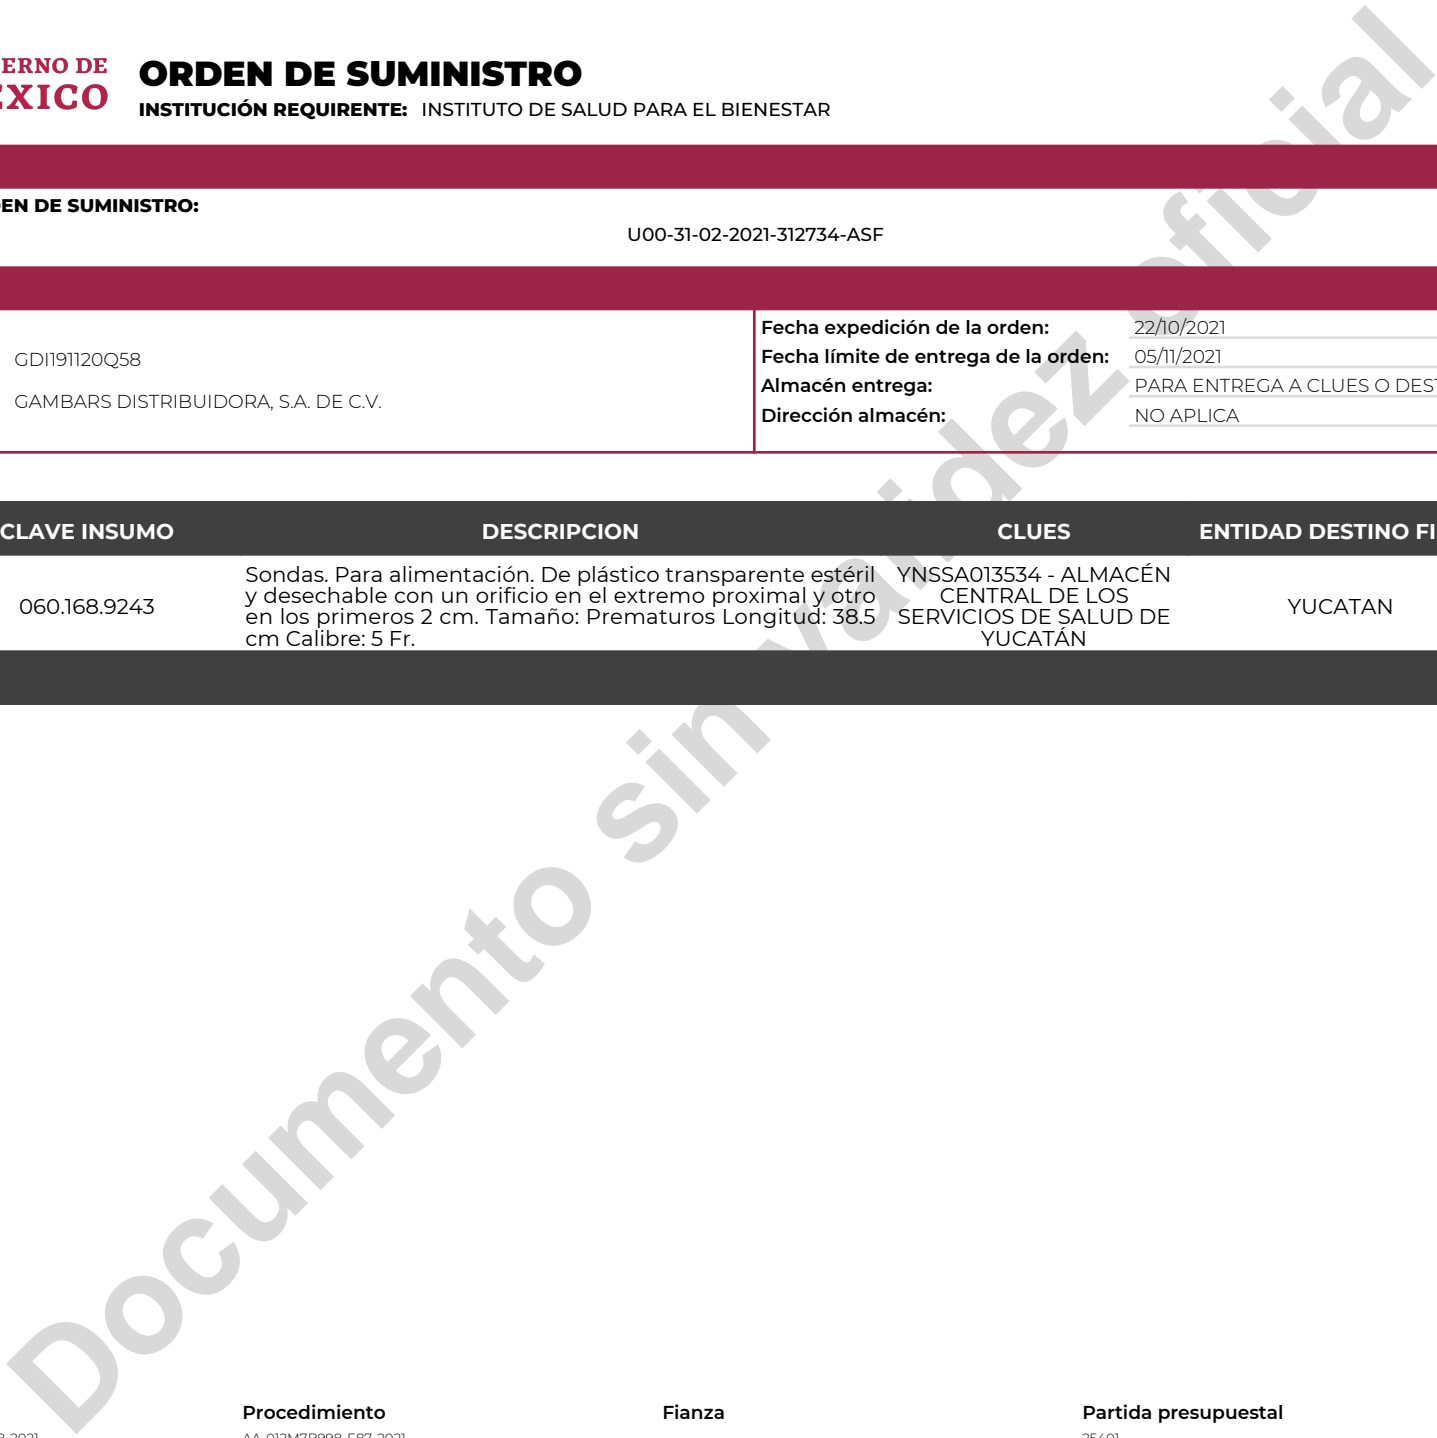 ERNO DE
EXICO
ORDEN DE SUMINISTRO
INSTITUCIÓN REQUIRENTE: INSTITUTO DE SALUD PARA EL BIENESTAR
EN DE SUMINISTRO:
U00-31-02-2021-312734-ASF
GDI191120Q58
GAMBARS DISTRIBUIDORA, S.A. DE C.V.
Fecha expedición de la orden: 22/10/2021
Fecha límite de entrega de la orden: 05/11/2021
Almacén entrega: PARA ENTREGA A CLUES O DEST
Dirección almacén: NO APLICA
CLAVE INSUMO DESCRIPCION CLUES ENTIDAD DESTINO FI
060.168.9243
Sondas. Para alimentación. De plástico transparente estéril
y desechable con un orificio en el extremo proximal y otro
en los primeros 2 cm. Tamaño: Prematuros Longitud: 38.5
cm Calibre: 5 Fr.
YNSSA013534 - ALMACÉN
CENTRAL DE LOS
SERVICIOS DE SALUD DE
YUCATÁN
YUCATAN
Documento sin validez oficial
Procedimiento Fianza Partida presupuestal